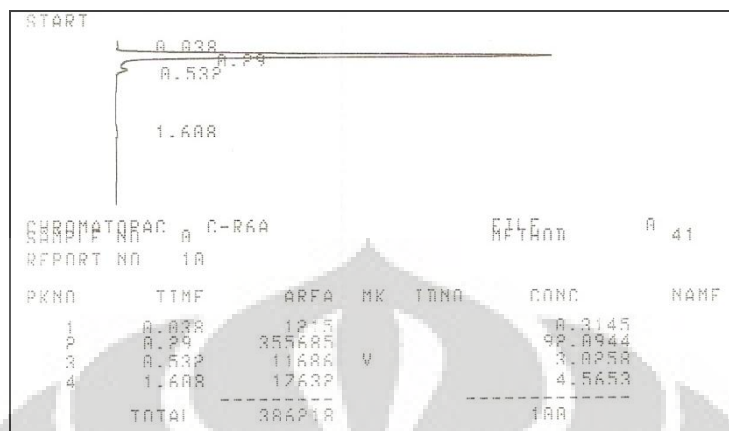 START
0.038
0.29
0.532
1.608
CHROMATOPAC C-R6A FILE 0
SAMPLE NO 0 METHOD 41
REPORT NO 10
PKNO TIME AREA MK IDNO CONC NAME
1 0.038 1215 0.3145
2 0.29 355685 92.0944
3 0.532 11686 V 3.0258
4 1.608 17632 4.5653
TOTAL 386218 100